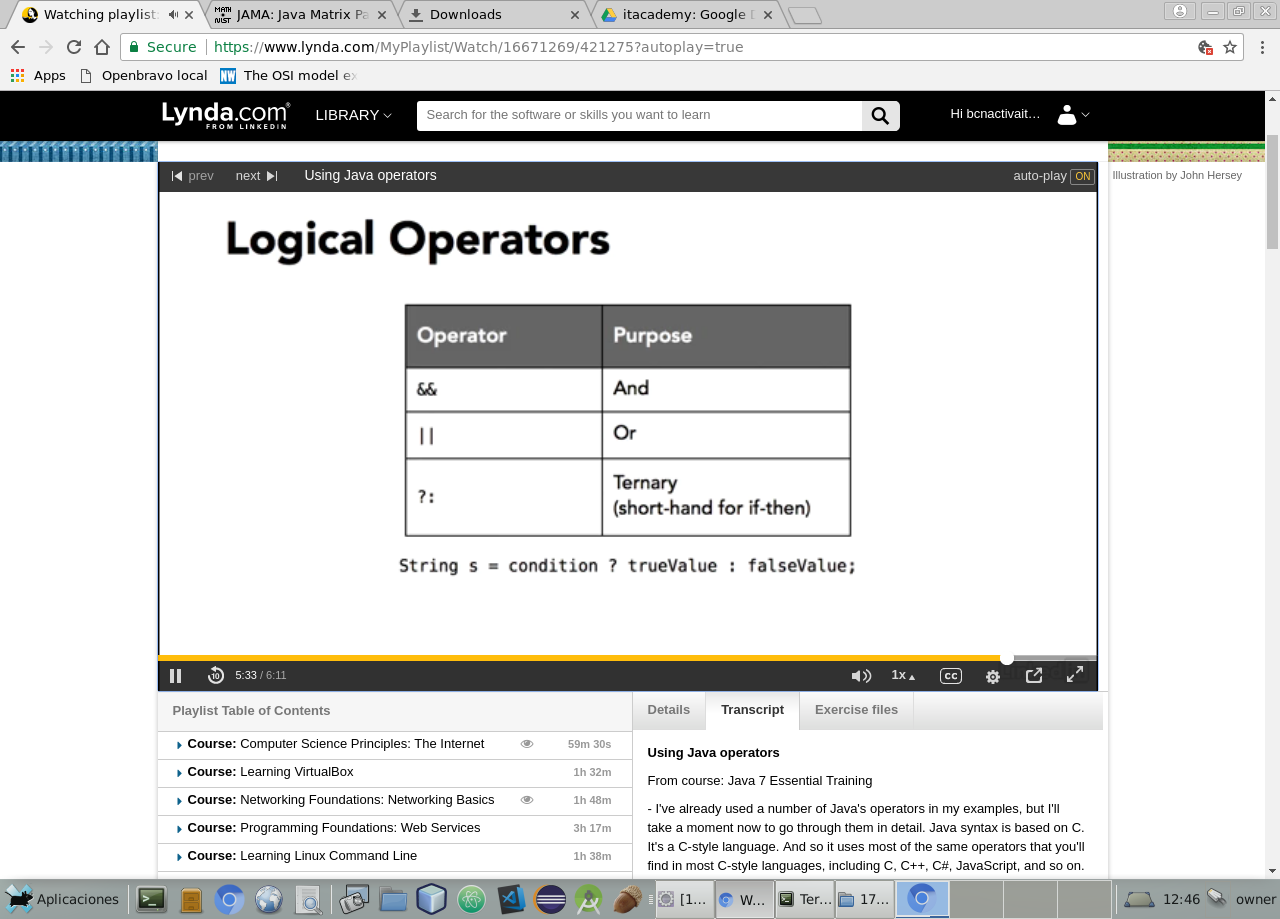 Watching playlist:
JAMA: Java Matrix Pa
Downloads
itacademy: Google D
Secure
https://www.lynda.com/MyPlaylist/Watch/16671269/421275?autoplay=true
Apps
Openbravo local
NW
The OSI model ex
Lynda.com®
FROM LINKEDIN
LIBRARY
Search for the software or skills you want to learn
Hi bcnactivait…
prev
next
Using Java operators
auto-play ON
Illustration by John Hersey
Logical Operators
Operator Purpose
&& And
|| Or
?: Ternary
(short-hand for if-then)
String s = condition ? trueValue : falseValue;
10
5:33 / 6:11
1x
cc
Playlist Table of Contents
Course: Computer Science Principles: The Internet 59m 30s
Course: Learning VirtualBox 1h 32m
Course: Networking Foundations: Networking Basics 1h 48m
Course: Programming Foundations: Web Services 3h 17m
Course: Learning Linux Command Line 1h 38m
Details
Transcript
Exercise files
Using Java operators
From course: Java 7 Essential Training
- I've already used a number of Java's operators in my examples, but I'll
take a moment now to go through them in detail. Java syntax is based on C.
It's a C-style language. And so it uses most of the same operators that you'll
find in most C-style languages, including C, C++, C#, JavaScript, and so on.
Aplicaciones
[1...
W...
Ter...
17...
12:46
owner